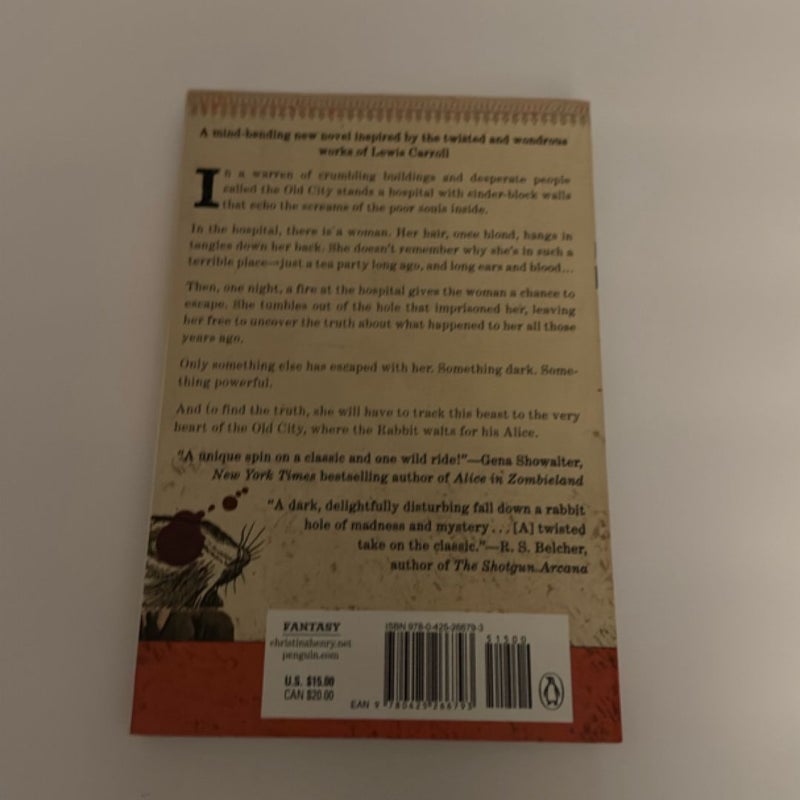 A mind-bending new novel inspired by the twisted and wondrous
works of Lewis Carroll
In a warren of crumbling buildings and desperate people
called the Old City stands a hospital with cinder-block walls
that echo the screams of the poor souls inside.
In the hospital, there is a woman. Her hair, once blond, hangs in
tangles down her back. She doesn't remember why she's in such a
terrible place—just a tea party long ago, and long ears and blood...
Then, one night, a fire at the hospital gives the woman a chance to
escape. She tumbles out of the hole that imprisoned her, leaving
her free to uncover the truth about what happened to her all those
years ago.
Only something else has escaped with her. Something dark. Some-
thing powerful.
And to find the truth, she will have to track this beast to the very
heart of the Old City, where the Rabbit waits for his Alice.
"A unique spin on a classic and one wild ride!"—Gena Showalter,
New York Times bestselling author of Alice in Zombieland
"A dark, delightfully disturbing fall down a rabbit
hole of madness and mystery... [A] twisted
take on the classic."—R. S. Belcher,
author of The Shotgun Arcana
FANTASY
christinahenry.net
penguin.com
U.S. $15.00
CAN $20.00
ISBN 978-0-425-26679-3
51500
EAN 9 780425 266793